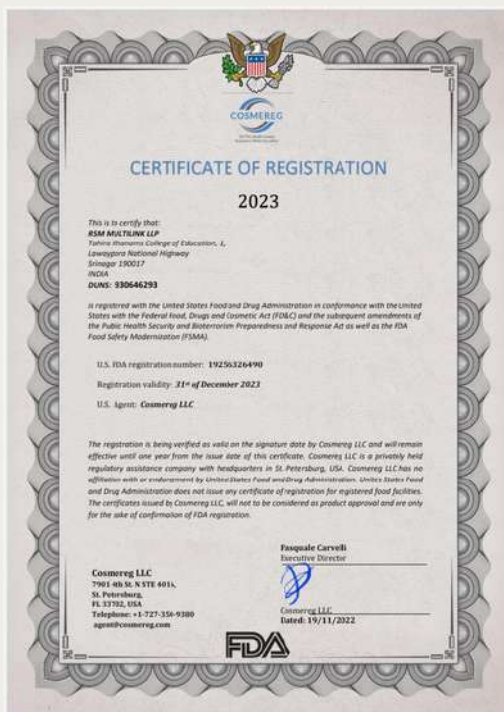 COSMEREG
CERTIFICATE OF REGISTRATION
2023
This is to certify that:
RSM MULTILINK LLP
Tahira Khanams College of Education, 1,
Lawaypora National Highway
Srinagar 190017
INDIA
DUNS: 930646293
is registered with the United States Food and Drug Administration in conformance with the United
States with the Federal Food, Drugs and Cosmetic Act (FD&C) and the subsequent amendments of
the Public Health Security and Bioterrorism Preparedness and Response Act as well as the FDA
Food Safety Modernization (FSMA).
U.S. FDA registration number: 19256326490
Registration validity: 31st of December 2023
U.S. Agent: Cosmereg LLC
The registration is being verified as valid on the signature date by Cosmereg LLC and will remain
effective until one year from the issue date of this certificate. Cosmereg LLC is a privately held
regulatory assistance company with headquarters in St. Petersburg, USA. Cosmereg LLC has no
affiliation with or endorsement by United States Food and Drug Administration. United States Food
and Drug Administration does not issue any certificate of registration for registered food facilities.
The certificates issued by Cosmereg LLC, will not to be considered as product approval and are only
for the sake of confirmation of FDA registration.
Pasquale Carvelli
Executive Director
Cosmereg LLC
7901 4th St. N STE 4014,
St. Petersburg,
FL 33702, USA
Telephone: +1-727-356-9380
agent@cosmereg.com
Cosmereg LLC
Dated: 19/11/2022
FDA